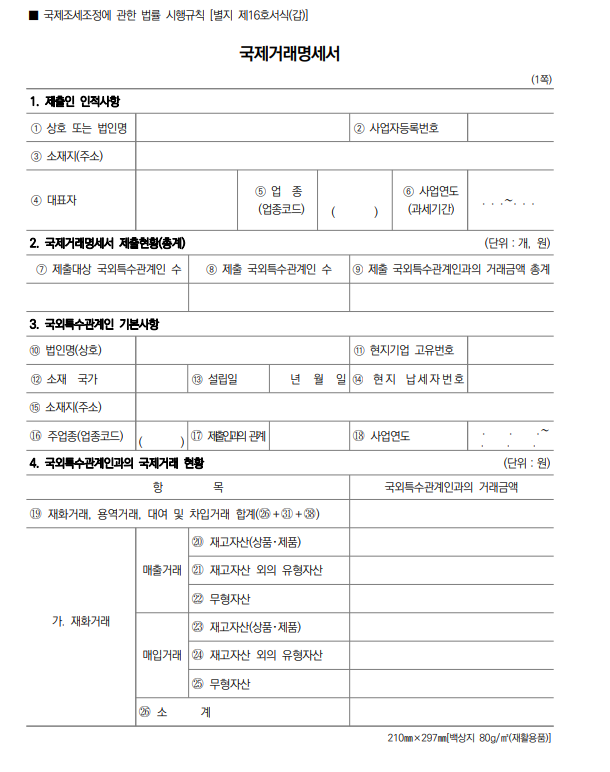 ■ 국제조세조정에 관한 법률 시행규칙 [별지 제16호서식(갑)]
국제거래명세서
(1쪽)
1. 제출인 인적사항
① 상호 또는 법인명 ② 사업자등록번호
③ 소재지(주소)
④ 대표자 ⑤ 업 종 (업종코드) ( ) ⑥ 사업연도 (과세기간) . . .~. . .
2. 국제거래명세서 제출현황(총계) (단위 : 개, 원)
⑦ 제출대상 국외특수관계인 수 ⑧ 제출 국외특수관계인 수 ⑨ 제출 국외특수관계인과의 거래금액 총계
3. 국외특수관계인 기본사항
⑩ 법인명(상호) ⑪ 현지기업 고유번호
⑫ 소재 국가 ⑬ 설립일 년 월 일 ⑭ 현지 납세자번호
⑮ 소재지(주소)
⑯ 주업종(업종코드) ( ) ⑰ 제출인과의 관계 ⑱ 사업연도 . . .~ . . .
4. 국외특수관계인과의 국제거래 현황 (단위 : 원)
항 목 국외특수관계인과의 거래금액
⑲ 재화거래, 용역거래, 대여 및 차입거래 합계(㉖+㉛+㊳)
가. 재화거래
매출거래
⑳ 재고자산(상품·제품)
㉑ 재고자산 외의 유형자산
㉒ 무형자산
매입거래
㉓ 재고자산(상품·제품)
㉔ 재고자산 외의 유형자산
㉕ 무형자산
㉖ 소 계
210㎜×297㎜[백상지 80g/㎡(재활용품)]